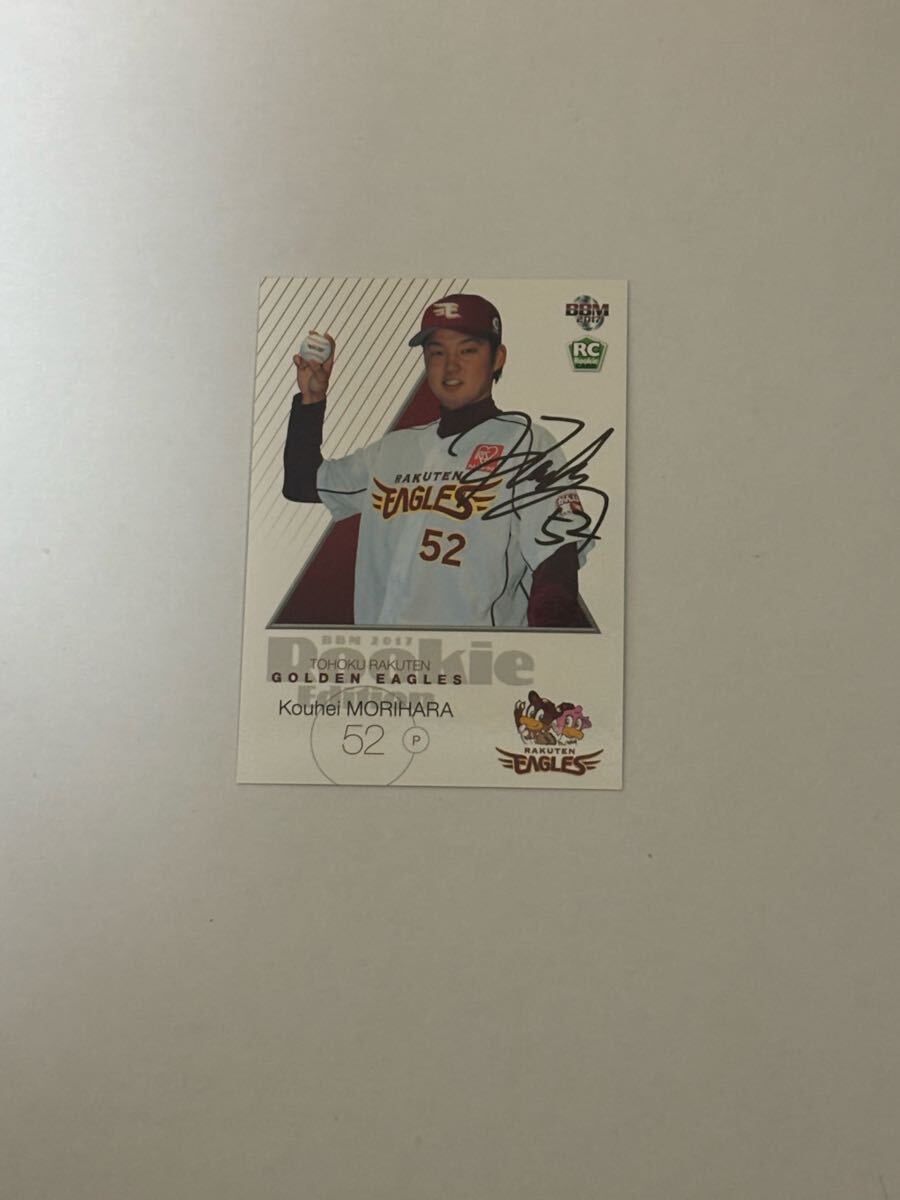 BBM
2017
RC
Rookie
CARD
RAKUTEN
EAGLES
52
52
BBM 2017
Rookie
Edition
TOHOKU RAKUTEN
GOLDEN EAGLES
Kouhei MORIHARA
52 P
RAKUTEN
EAGLES